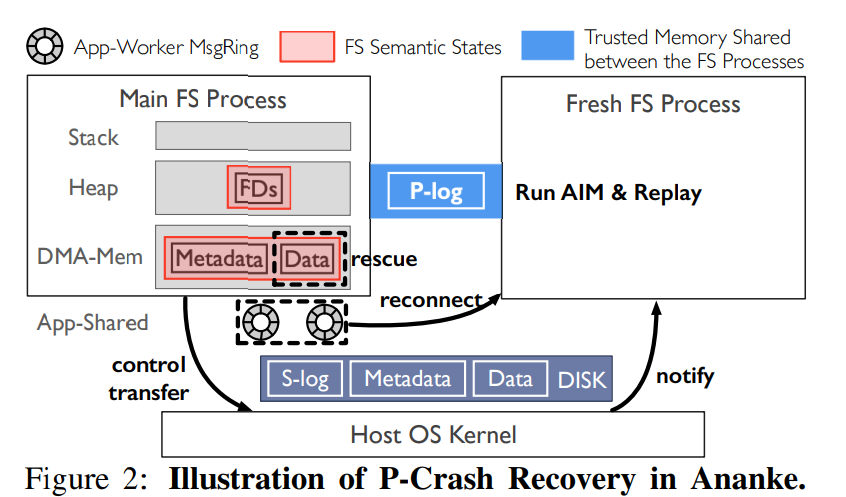 App-Worker MsgRing
FS Semantic States
Trusted Memory Shared
between the FS Processes
Main FS Process
Fresh FS Process
Stack
Heap
FDs
P-log
Run AIM & Replay
DMA-Mem
Metadata
Data
rescue
reconnect
App-Shared
control
transfer
S-log
Metadata
Data
DISK
notify
Host OS Kernel
Figure 2: Illustration of P-Crash Recovery in Ananke.